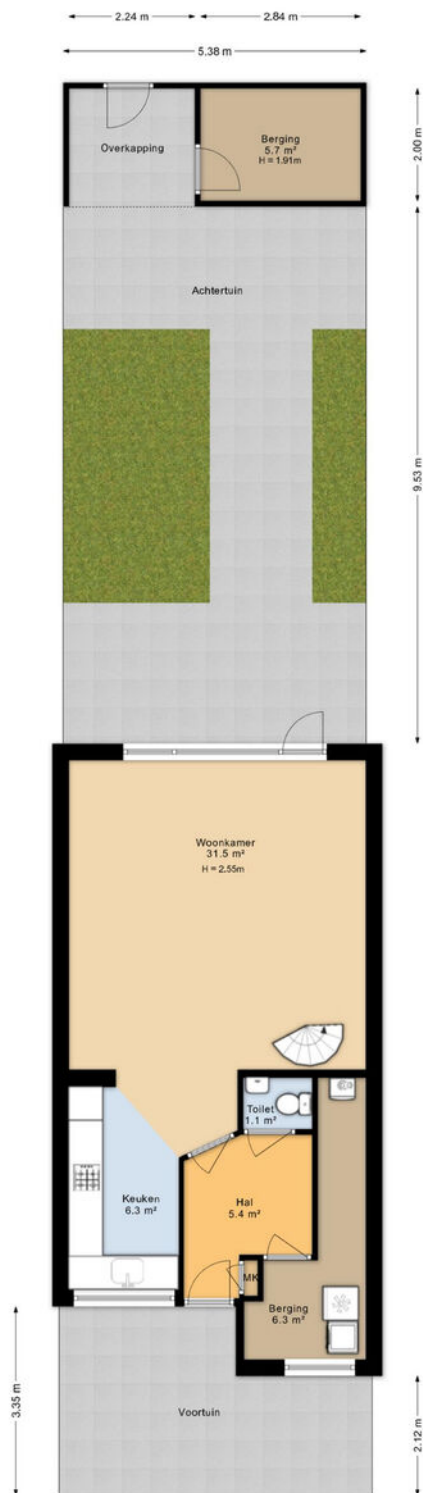 2.24 m
2.84 m
5.38 m
Overkapping
Berging
5.7 m²
H = 1.91m
2.00 m
Achtertuin
9.53 m
Woonkamer
31.5 m²
H = 2.55m
Toilet
1.1 m²
Keuken
6.3 m²
Hal
5.4 m²
MK
Berging
6.3 m²
3.35 m
Voortuin
2.12 m